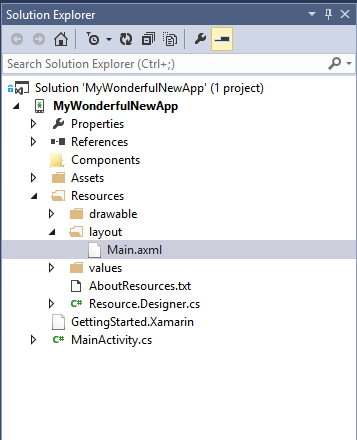 Solution Explorer
Search Solution Explorer (Ctrl+;)
Solution 'MyWonderfulNewApp' (1 project)
MyWonderfulNewApp
Properties
References
Components
Assets
Resources
drawable
layout
Main.axml
values
AboutResources.txt
C# Resource.Designer.cs
GettingStarted.Xamarin
C# MainActivity.cs